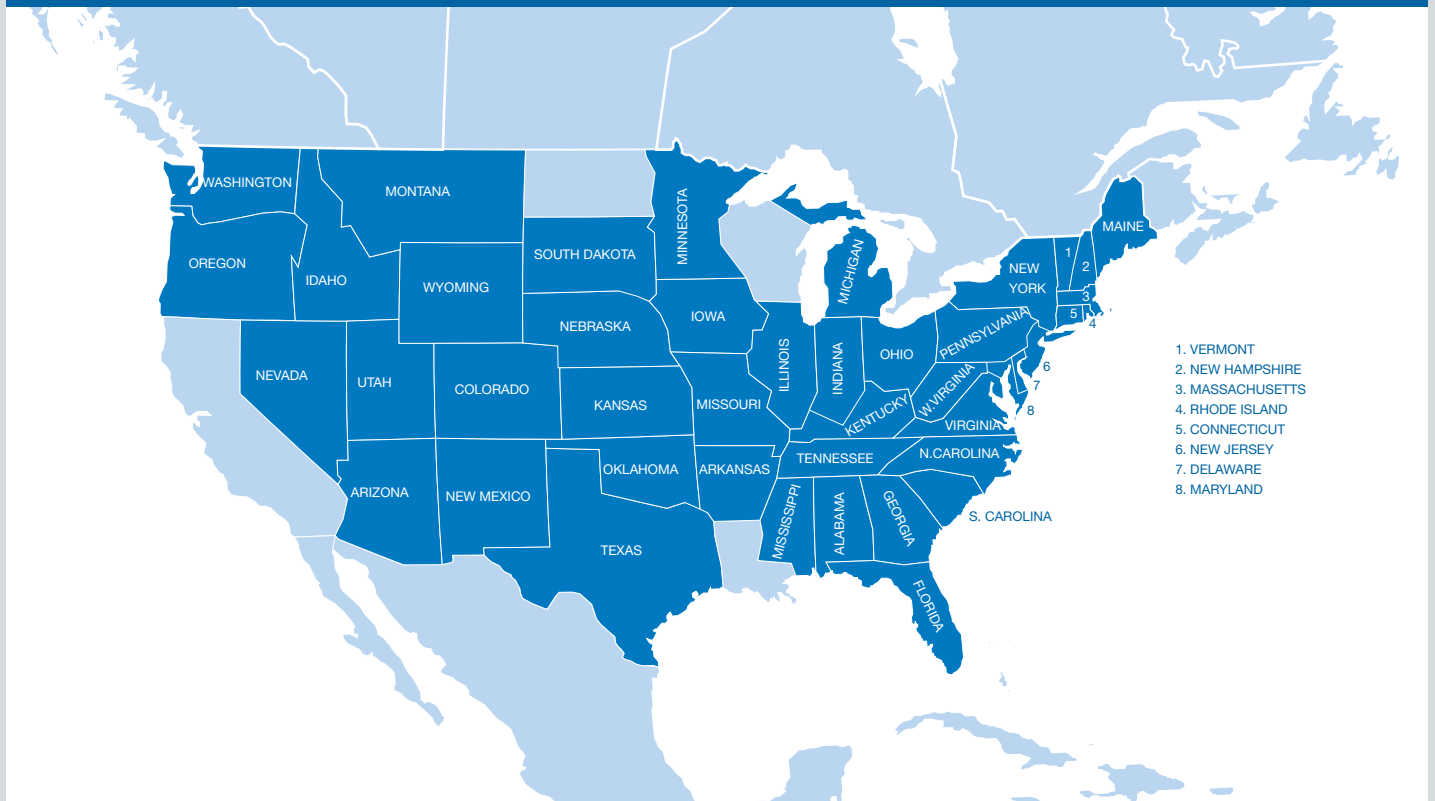 WASHINGTON
MONTANA
MINNESOTA
MAINE
OREGON
IDAHO
SOUTH DAKOTA
MICHIGAN
1
2
NEW
YORK
WYOMING
3
NEBRASKA
IOWA
5
4
PENNSYLVANIA
ILLINOIS
INDIANA
OHIO
6
NEVADA
UTAH
COLORADO
7
W.VIRGINIA
KANSAS
MISSOURI
KENTUCKY
8
VIRGINIA
TENNESSEE
N.CAROLINA
ARIZONA
NEW MEXICO
OKLAHOMA
ARKANSAS
MISSISSIPPI
ALABAMA
GEORGIA
S. CAROLINA
TEXAS
FLORIDA
1. VERMONT
2. NEW HAMPSHIRE
3. MASSACHUSETTS
4. RHODE ISLAND
5. CONNECTICUT
6. NEW JERSEY
7. DELAWARE
8. MARYLAND